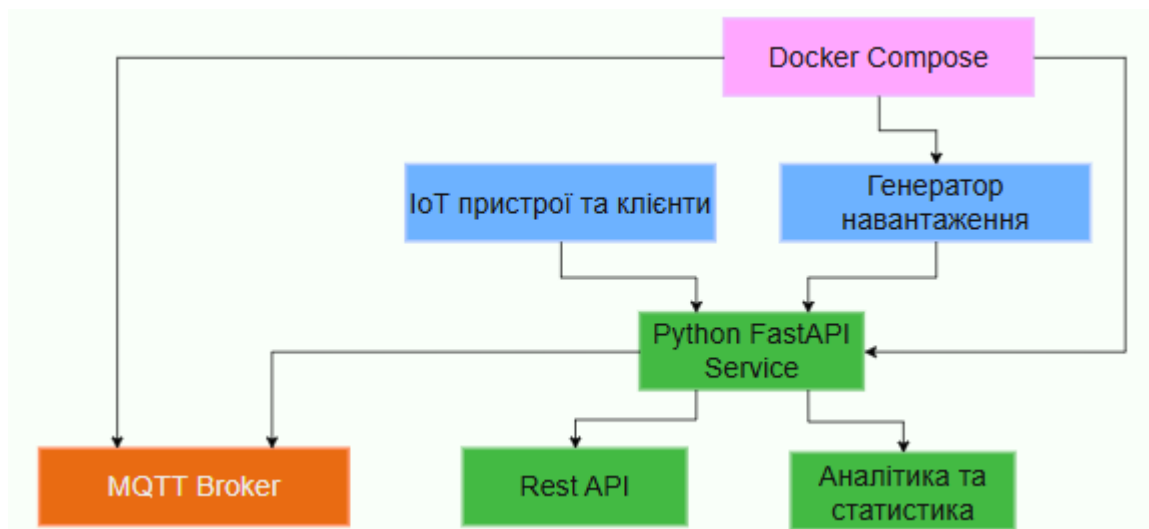 Docker Compose
IoT пристрої та клієнти
Генератор
навантаження
Python FastAPI
Service
MQTT Broker
Rest API
Аналітика та
статистика